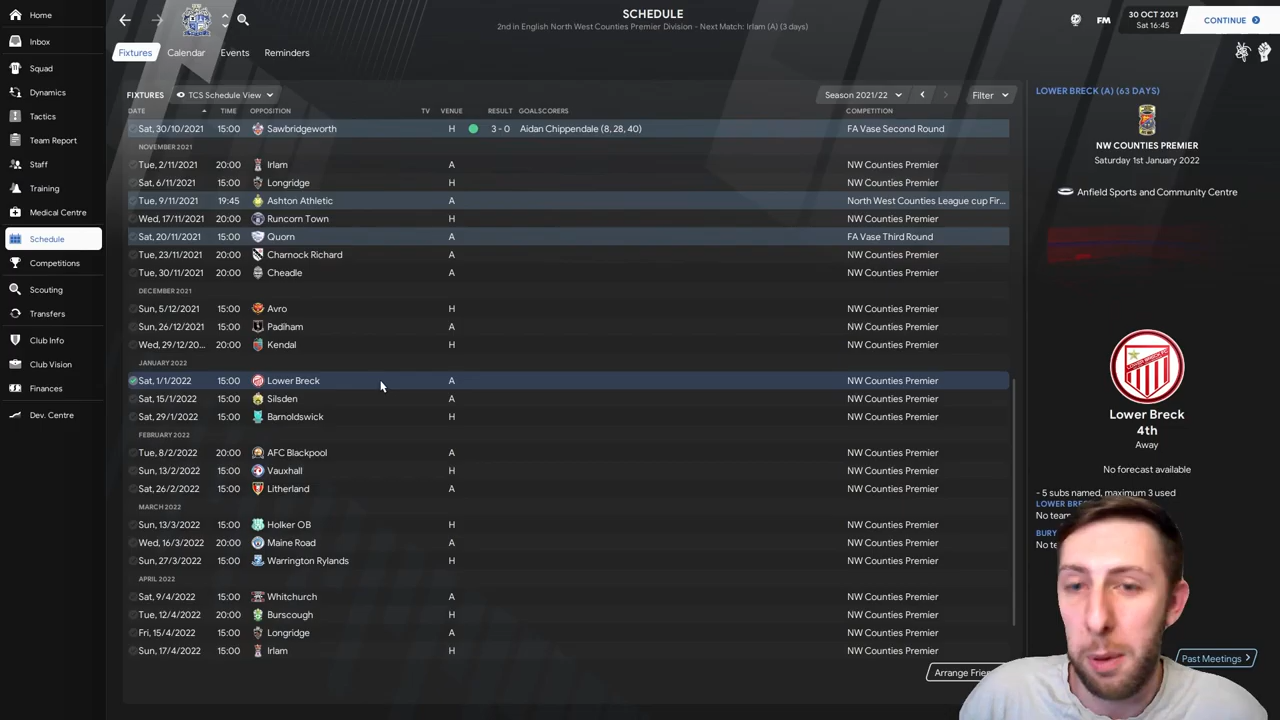 Home
Inbox
Squad
Dynamics
Tactics
Team Report
Staff
Training
Medical Centre
Schedule
Competitions
Scouting
Transfers
Club Info
Club Vision
Finances
Dev. Centre
SCHEDULE
2nd in English North West Counties Premier Division - Next Match: Irlam (A) (3 days)
FM
30 OCT 2021
Sat 16:45
CONTINUE
Fixtures Calendar Events Reminders
FIXTURES TCS Schedule View Season 2021/22 Filter
DATE TIME OPPOSITION TV VENUE RESULT GOALSCORERS COMPETITION
Sat, 30/10/2021 15:00 Sawbridgeworth H 3 - 0 Aidan Chippendale (8, 28, 40) FA Vase Second Round
NOVEMBER 2021
Tue, 2/11/2021 20:00 Irlam A NW Counties Premier
Sat, 6/11/2021 15:00 Longridge H NW Counties Premier
Tue, 9/11/2021 19:45 Ashton Athletic A North West Counties League cup Fir...
Wed, 17/11/2021 20:00 Runcorn Town H NW Counties Premier
Sat, 20/11/2021 15:00 Quorn A FA Vase Third Round
Tue, 23/11/2021 20:00 Charnock Richard A NW Counties Premier
Tue, 30/11/2021 20:00 Cheadle A NW Counties Premier
DECEMBER 2021
Sun, 5/12/2021 15:00 Avro H NW Counties Premier
Sun, 26/12/2021 15:00 Padiham A NW Counties Premier
Wed, 29/12/20... 20:00 Kendal H NW Counties Premier
JANUARY 2022
Sat, 1/1/2022 15:00 Lower Breck A NW Counties Premier
Sat, 15/1/2022 15:00 Silsden A NW Counties Premier
Sat, 29/1/2022 15:00 Barnoldswick H NW Counties Premier
FEBRUARY 2022
Tue, 8/2/2022 20:00 AFC Blackpool A NW Counties Premier
Sun, 13/2/2022 15:00 Vauxhall H NW Counties Premier
Sat, 26/2/2022 15:00 Litherland A NW Counties Premier
MARCH 2022
Sun, 13/3/2022 15:00 Holker OB H NW Counties Premier
Wed, 16/3/2022 20:00 Maine Road A NW Counties Premier
Sun, 27/3/2022 15:00 Warrington Rylands H NW Counties Premier
APRIL 2022
Sat, 9/4/2022 15:00 Whitchurch A NW Counties Premier
Tue, 12/4/2022 20:00 Burscough H NW Counties Premier
Fri, 15/4/2022 15:00 Longridge A NW Counties Premier
Sun, 17/4/2022 15:00 Irlam H NW Counties Premier
Arrange
LOWER BRECK (A) (63 DAYS)
NW COUNTIES PREMIER
Saturday 1st January 2022
Anfield Sports and Community Centre
LOWER BRECK FC
Lower Breck
4th
Away
No forecast available
- 5 subs named, maximum 3 used
LOWER
No
BURY
No
Past Meetings